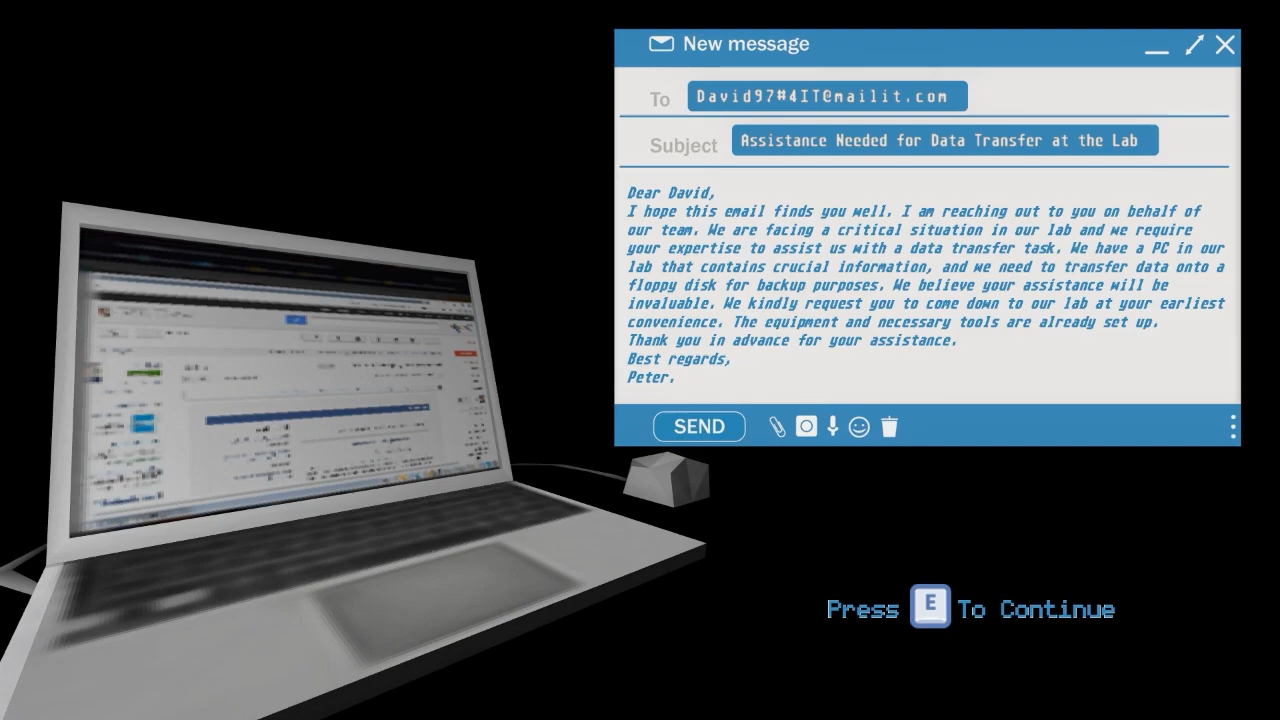 New message
To David97#4IT@mailit.com
Subject Assistance Needed for Data Transfer at the Lab
Dear David,
I hope this email finds you well. I am reaching out to you on behalf of
our team. We are facing a critical situation in our lab and we require
your expertise to assist us with a data transfer task. We have a PC in our
lab that contains crucial information, and we need to transfer data onto a
floppy disk for backup purposes. We believe your assistance will be
invaluable. We kindly request you to come down to our lab at your earliest
convenience. The equipment and necessary tools are already set up.
Thank you in advance for your assistance.
Best regards,
Peter.
SEND
Press E To Continue